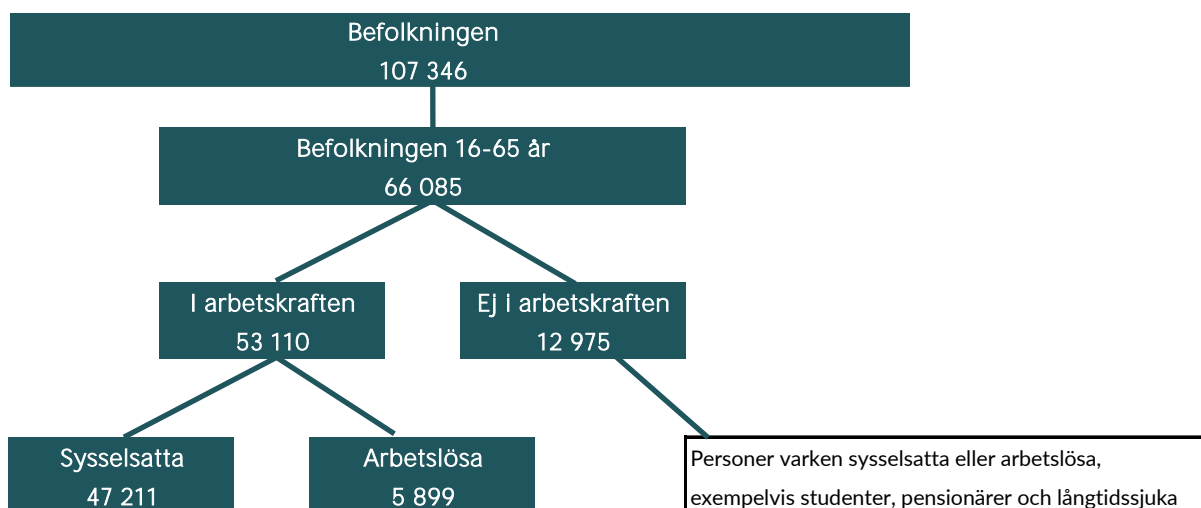 Befolkningen
107 346
Befolkningen 16-65 år
66 085
I arbetskraften
53 110
Ej i arbetskraften
12 975
Sysselsatta
47 211
Arbetslösa
5 899
Personer varken sysselsatta eller arbetslösa,
exempelvis studenter, pensionärer och långtidssjuka